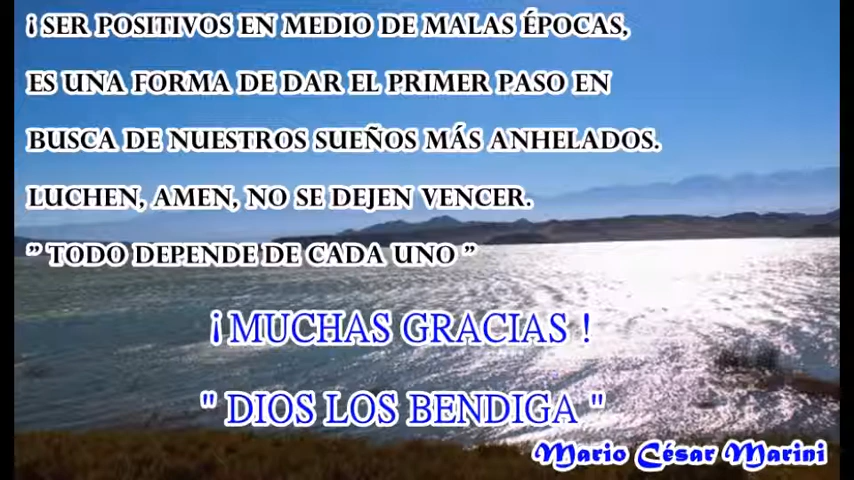 ¡ SER POSITIVOS EN MEDIO DE MALAS ÉPOCAS,
ES UNA FORMA DE DAR EL PRIMER PASO EN
BUSCA DE NUESTROS SUEÑOS MÁS ANHELADOS.
LUCHEN, AMEN, NO SE DEJEN VENCER.
" TODO DEPENDE DE CADA UNO "
¡ MUCHAS GRACIAS !
" DIOS LOS BENDIGA "
Mario César Marini